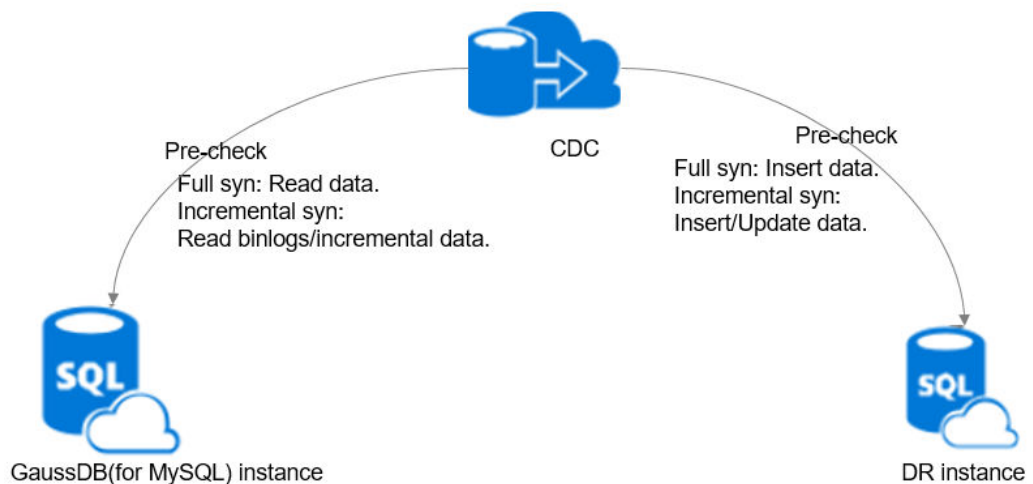 CDC
Pre-check
Full syn: Read data.
Incremental syn:
Read binlogs/incremental data.
Pre-check
Full syn: Insert data.
Incremental syn:
Insert/Update data.
SQL
GaussDB(for MySQL) instance
SQL
DR instance